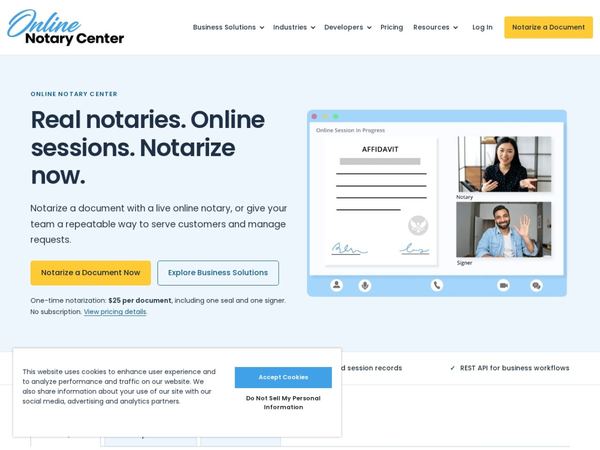 Online
Notary Center
Business Solutions Industries Developers Pricing Resources Log In Notarize a Document
ONLINE NOTARY CENTER
Real notaries. Online
sessions. Notarize
now.
Notarize a document with a live online notary, or give your
team a repeatable way to serve customers and manage
requests.
Notarize a Document Now
Explore Business Solutions
One-time notarization: $25 per document, including one seal and one signer.
No subscription. View pricing details.
Online Session In Progress
AFFIDAVIT
Notary
Signer
d session records
✓ REST API for business workflows
This website uses cookies to enhance user experience and
to analyze performance and traffic on our website. We
also share information about your use of our site with our
social media, advertising and analytics partners.
Accept Cookies
Do Not Sell My Personal
Information